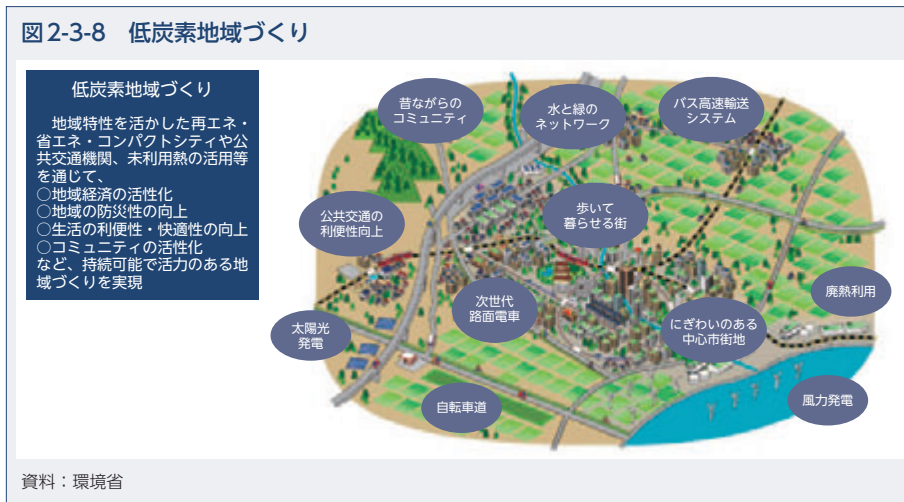 図2-3-8 低炭素地域づくり
低炭素地域づくり
地域特性を活かした再エネ・
省エネ・コンパクトシティや公
共交通機関、未利用熱の活用等
を通じて、
○地域経済の活性化
○地域の防災性の向上
○生活の利便性・快適性の向上
○コミュニティの活性化
など、持続可能で活力のある地
域づくりを実現
昔ながらの
コミュニティ
水と緑の
ネットワーク
バス高速輸送
システム
公共交通の
利便性向上
歩いて
暮らせる街
廃熱利用
次世代
路面電車
にぎわいのある
中心市街地
太陽光
発電
自転車道
風力発電
資料：環境省